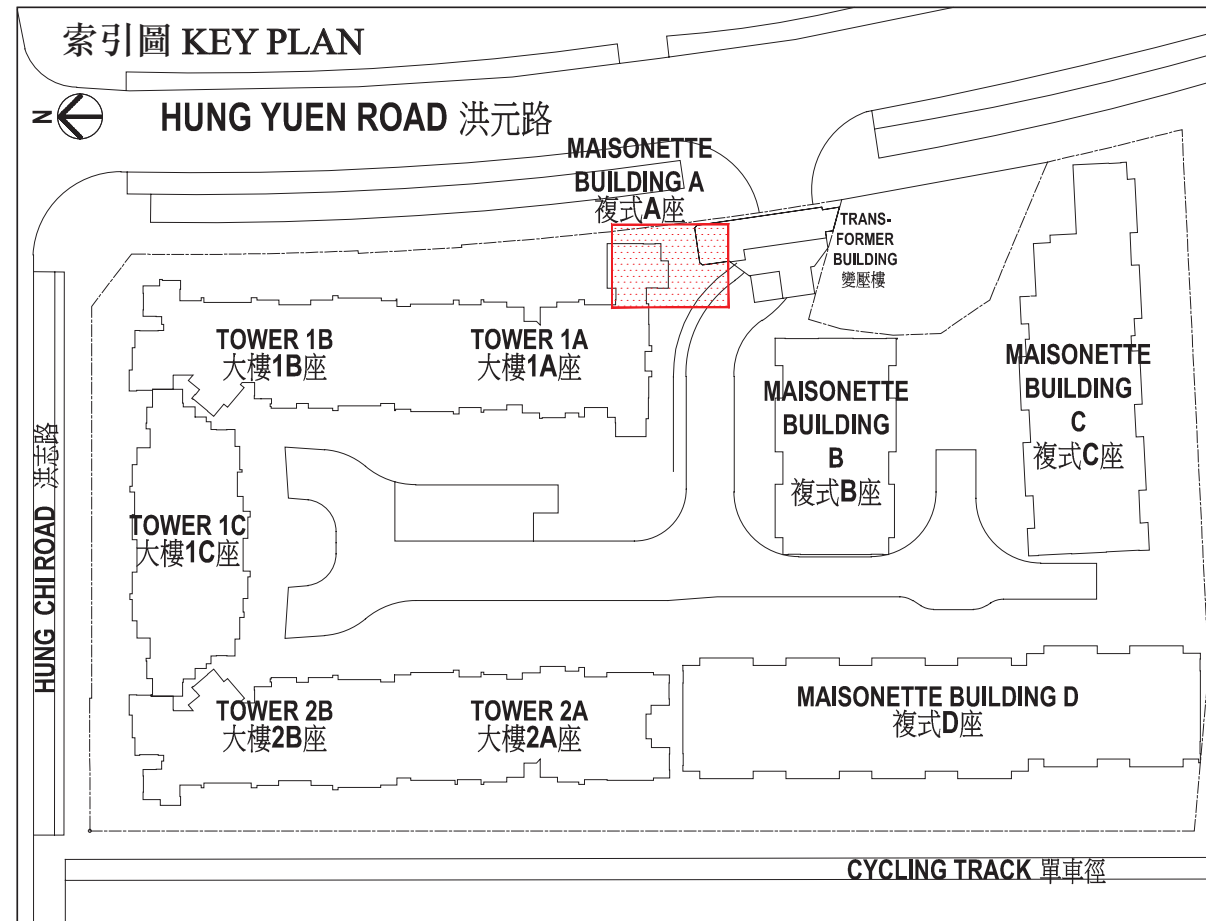 索引圖 KEY PLAN
N
HUNG YUEN ROAD 洪元路
MAISONETTE
BUILDING A
複式A座
TRANS-
FORMER
BUILDING
變壓樓
TOWER 1B
大樓1B座
TOWER 1A
大樓1A座
MAISONETTE
BUILDING
B
複式B座
MAISONETTE
BUILDING
C
複式C座
HUNG CHI ROAD 洪志路
TOWER 1C
大樓1C座
TOWER 2B
大樓2B座
TOWER 2A
大樓2A座
MAISONETTE BUILDING D
複式D座
CYCLING TRACK 單車徑